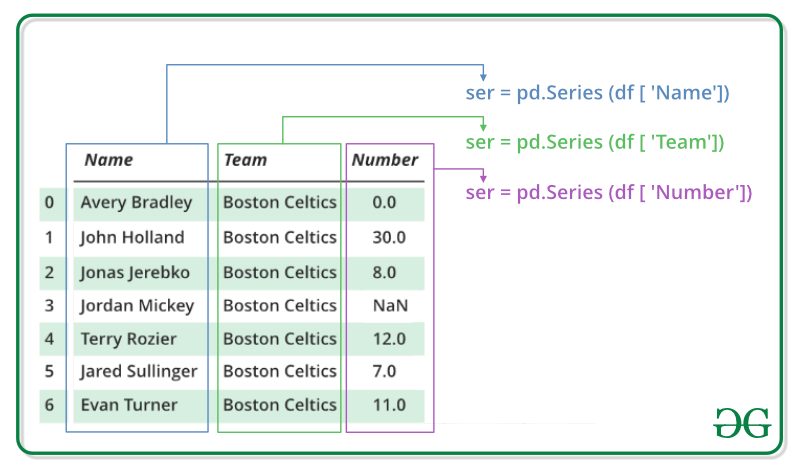 ser = pd.Series (df [ 'Name'])
ser = pd.Series (df [ 'Team'])
ser = pd.Series (df [ 'Number'])
Name Team Number
0 Avery Bradley Boston Celtics 0.0
1 John Holland Boston Celtics 30.0
2 Jonas Jerebko Boston Celtics 8.0
3 Jordan Mickey Boston Celtics NaN
4 Terry Rozier Boston Celtics 12.0
5 Jared Sullinger Boston Celtics 7.0
6 Evan Turner Boston Celtics 11.0